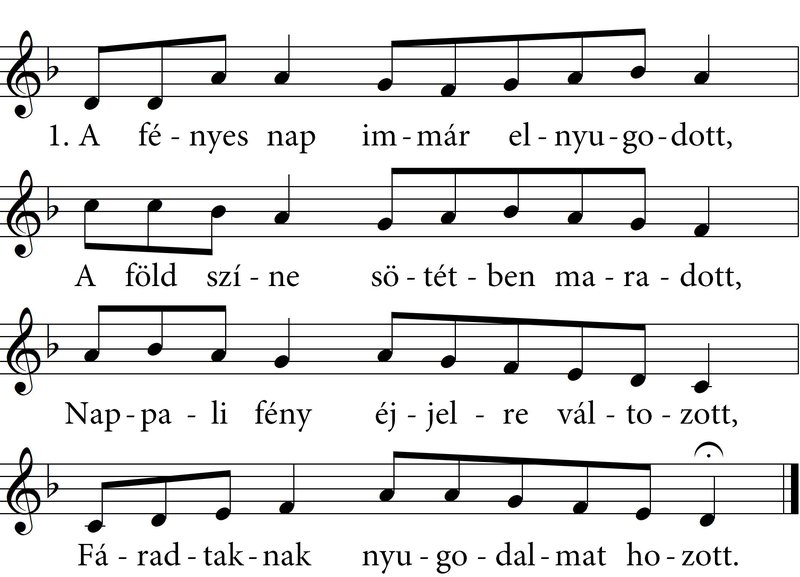 1. A fé - nyes nap im - már el - nyu - go - dott,
A föld szí - ne sö - tét - ben ma - ra - dott,
Nap - pa - li fény éj - jel - re vál - to - zott,
Fá - rad - tak - nak nyu - go - dal - mat ho - zott.